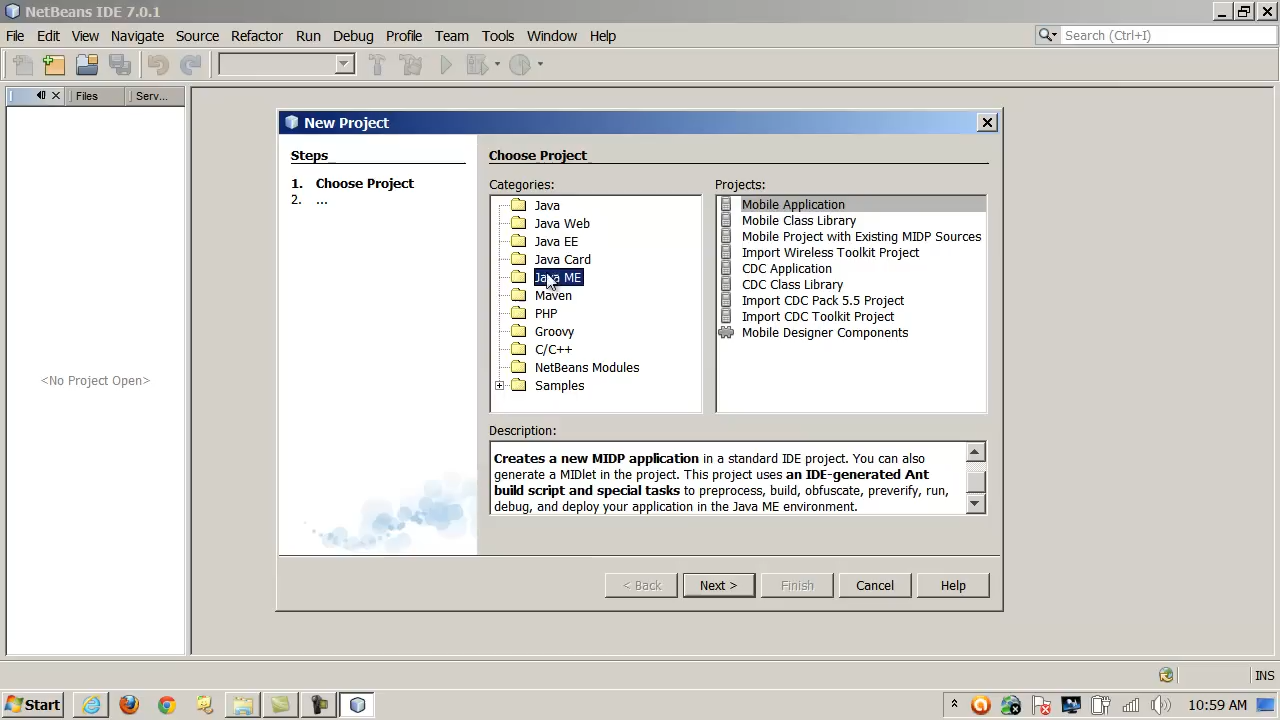 NetBeans IDE 7.0.1
File Edit View Navigate Source Refactor Run Debug Profile Team Tools Window Help
Search (Ctrl+I)
Files Serv...
<No Project Open>
New Project
Steps
1. Choose Project
2. ...
Choose Project
Categories:
Java
Java Web
Java EE
Java Card
Java ME
Maven
PHP
Groovy
C/C++
NetBeans Modules
Samples
Projects:
Mobile Application
Mobile Class Library
Mobile Project with Existing MIDP Sources
Import Wireless Toolkit Project
CDC Application
CDC Class Library
Import CDC Pack 5.5 Project
Import CDC Toolkit Project
Mobile Designer Components
Description:
Creates a new MIDP application in a standard IDE project. You can also
generate a MIDlet in the project. This project uses an IDE-generated Ant
build script and special tasks to preprocess, build, obfuscate, preverify, run,
debug, and deploy your application in the Java ME environment.
< Back Next > Finish Cancel Help
INS
Start
10:59 AM